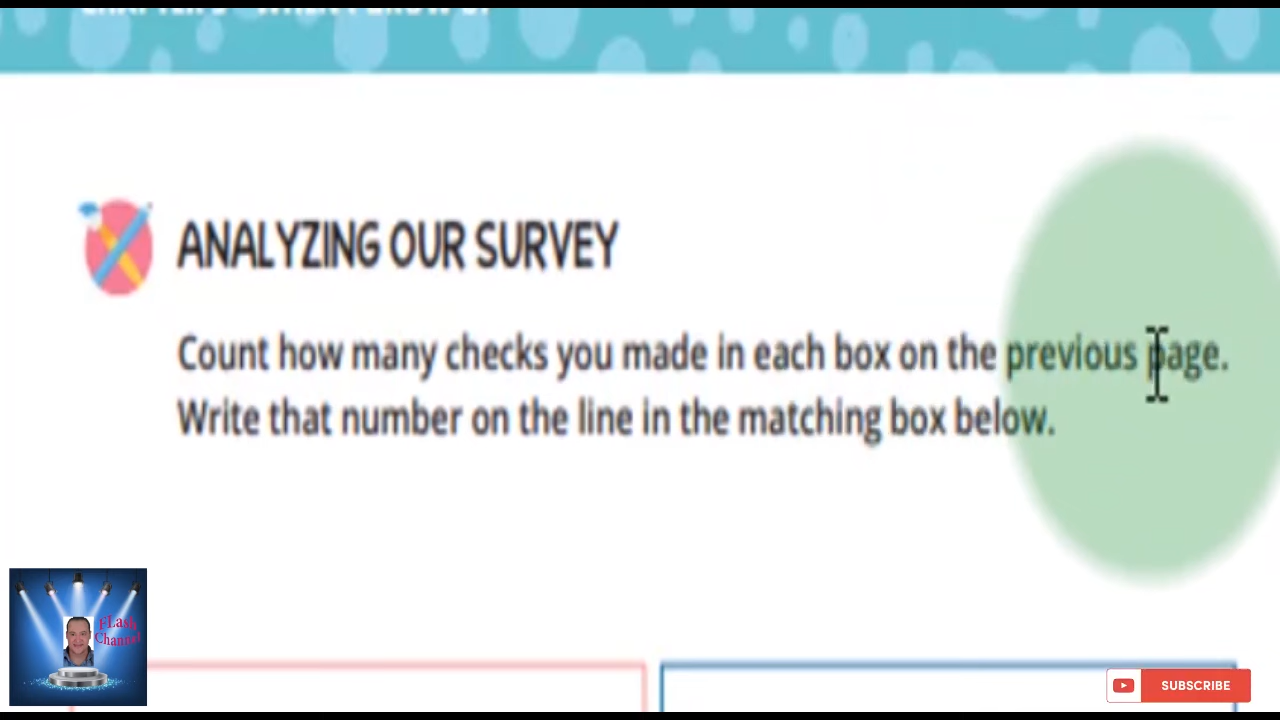 ANALYZING OUR SURVEY
Count how many checks you made in each box on the previous page.
Write that number on the line in the matching box below.
FLash
Channel
SUBSCRIBE